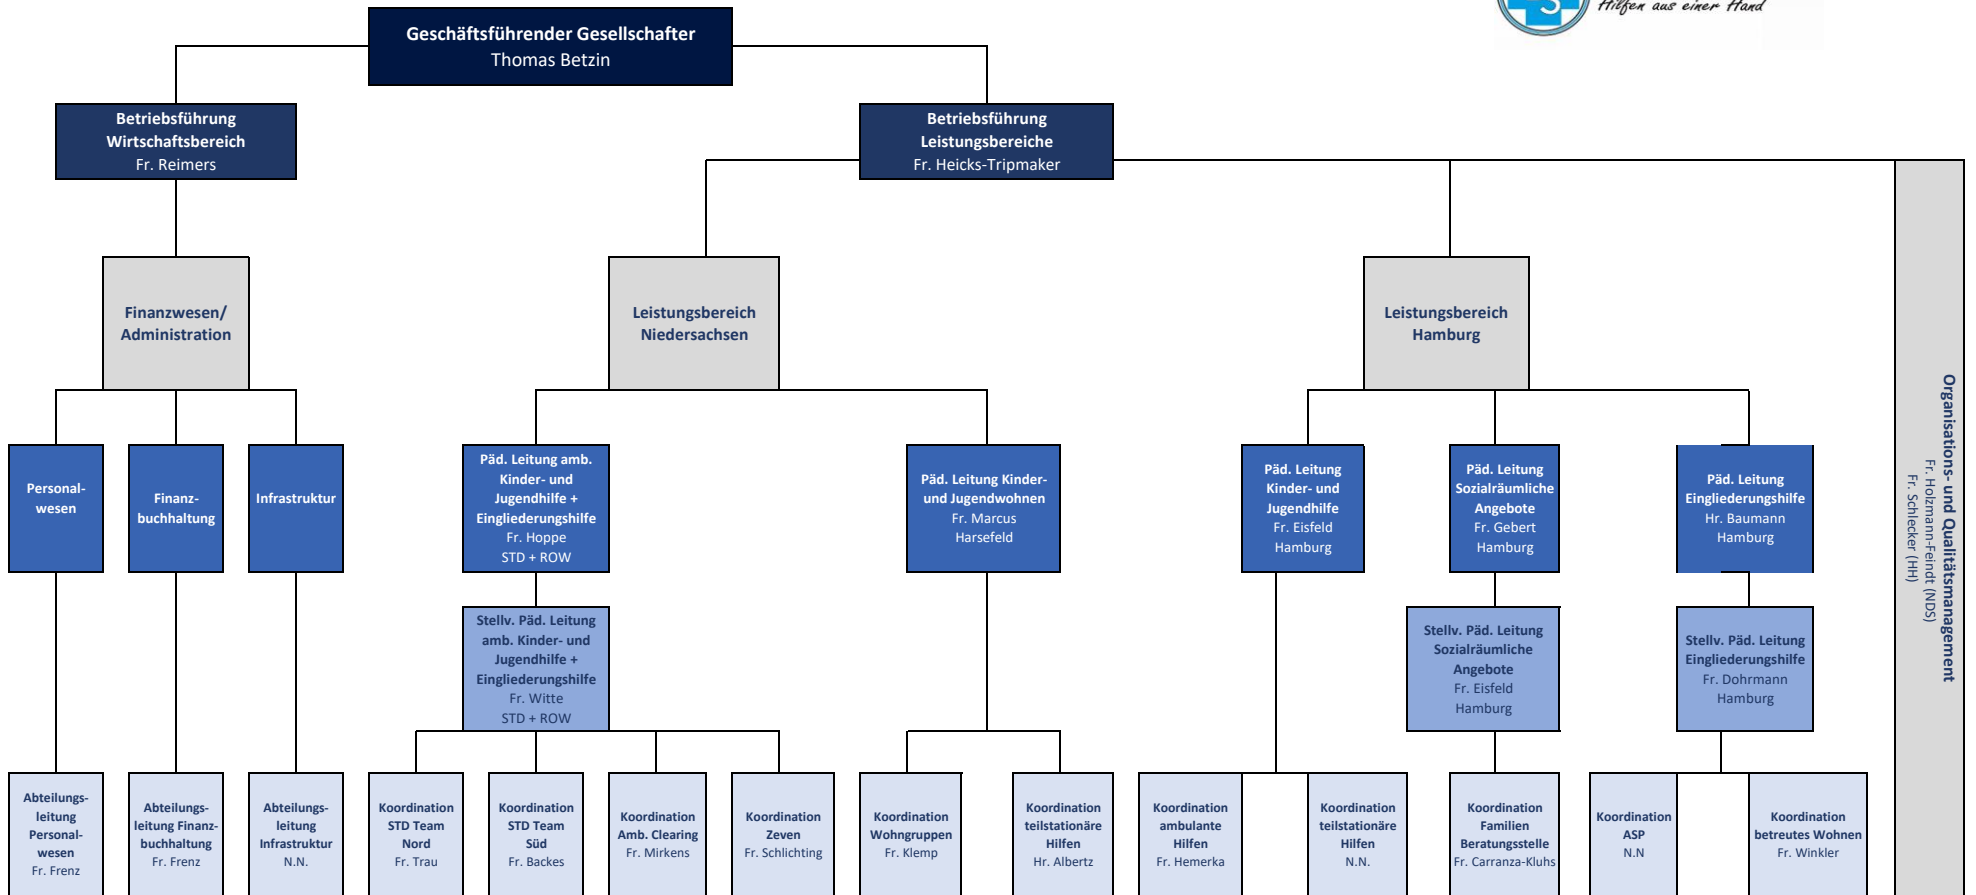 Hilfen aus einer Hand
Geschäftsführender Gesellschafter
Thomas Betzin
Betriebsführung
Wirtschaftsbereich
Fr. Reimers
Betriebsführung
Leistungsbereiche
Fr. Heicks-Tripmaker
Finanzwesen/
Administration
Leistungsbereich
Niedersachsen
Leistungsbereich
Hamburg
Organisations- und Qualitätsmanagement
Fr. Holzmann-Feindt (NDS)
Fr. Schlecker (HH)
Personal-
wesen
Finanz-
buchhaltung
Infrastruktur
Päd. Leitung amb.
Kinder- und
Jugendhilfe +
Eingliederungshilfe
Fr. Hoppe
STD + ROW
Päd. Leitung Kinder-
und Jugendwohnen
Fr. Marcus
Harsefeld
Päd. Leitung
Kinder- und
Jugendhilfe
Fr. Eisfeld
Hamburg
Päd. Leitung
Sozialräumliche
Angebote
Fr. Gebert
Hamburg
Päd. Leitung
Eingliederungshilfe
Hr. Baumann
Hamburg
Stellv. Päd. Leitung
amb. Kinder- und
Jugendhilfe +
Eingliederungshilfe
Fr. Witte
STD + ROW
Stellv. Päd. Leitung
Sozialräumliche
Angebote
Fr. Eisfeld
Hamburg
Stellv. Päd. Leitung
Eingliederungshilfe
Fr. Dohrmann
Hamburg
Abteilungs-
leitung
Personal-
wesen
Fr. Frenz
Abteilungs-
leitung Finanz-
buchhaltung
Fr. Frenz
Abteilungs-
leitung
Infrastruktur
N.N.
Koordination
STD Team
Nord
Fr. Trau
Koordination
STD Team
Süd
Fr. Backes
Koordination
Amb. Clearing
Fr. Mirkens
Koordination
Zeven
Fr. Schlichting
Koordination
Wohngruppen
Fr. Klemp
Koordination
teilstationäre
Hilfen
Hr. Albertz
Koordination
ambulante
Hilfen
Fr. Hemerka
Koordination
teilstationäre
Hilfen
N.N.
Koordination
Familien
Beratungsstelle
Fr. Carranza-Kluhs
Koordination
ASP
N.N
Koordination
betreutes Wohnen
Fr. Winkler